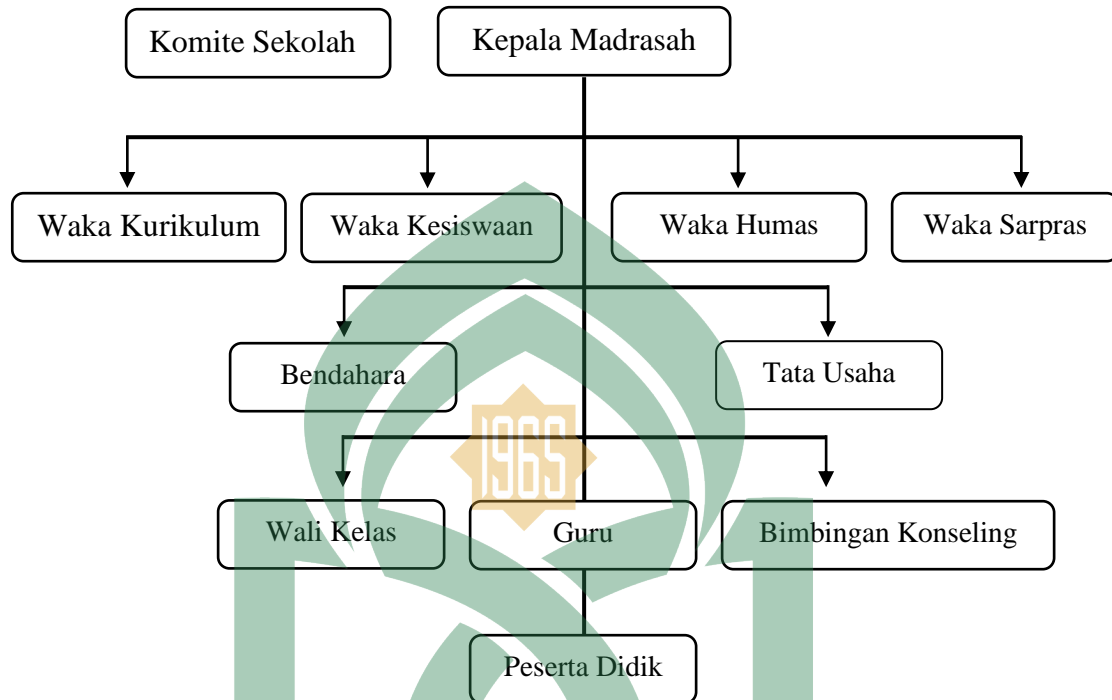 Komite Sekolah
Kepala Madrasah
Waka Kurikulum
Waka Kesiswaan
Waka Humas
Waka Sarpras
Bendahara
Tata Usaha
1965
Wali Kelas
Guru
Bimbingan Konseling
Peserta Didik